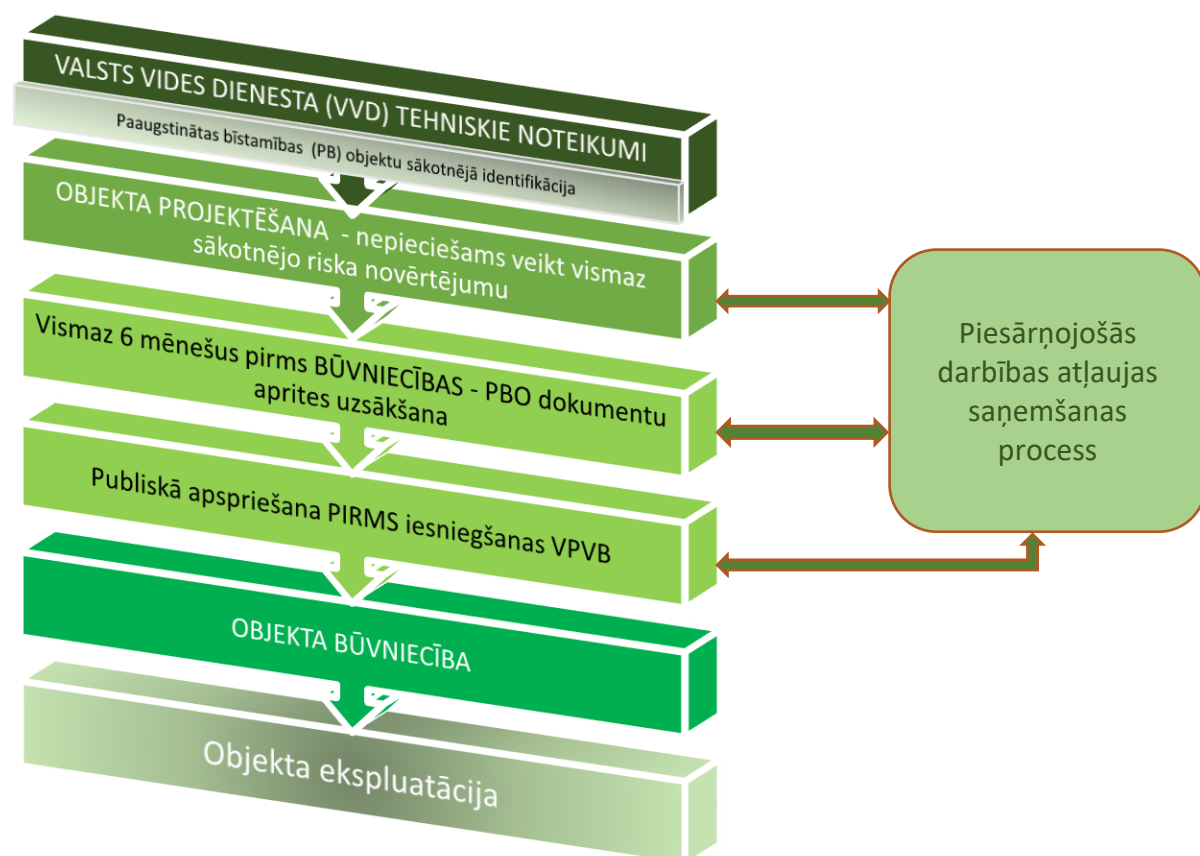 VALSTS VIDES DIENESTA (VVD) TEHNISKIE NOTEIKUMI
Paaugstinātas bīstamības (PB) objektu sākotnējā identifikācija
OBJEKTA PROJEKTĒŠANA - nepieciešams veikt vismaz
sākotnējo riska novērtējumu
Vismaz 6 mēnešus pirms BŪVNIECĪBAS - PBO dokumentu
aprites uzsākšana
Publiskā apspriešana PIRMS iesniegšanas VPVB
OBJEKTA BŪVNIECĪBA
Objekta ekspluatācija
Piesārņojošās
darbības atļaujas
saņemšanas
process